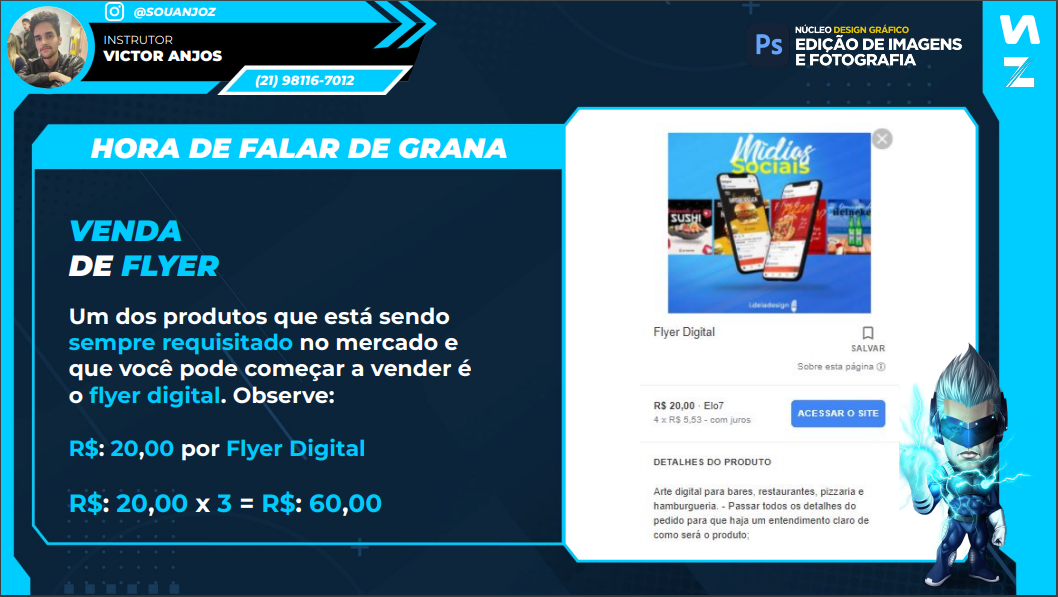 @SOUANJOZ
INSTRUTOR
VICTOR ANJOS
(21) 98116-7012
Ps
NÚCLEO DESIGN GRÁFICO
EDIÇÃO DE IMAGENS
E FOTOGRAFIA
NZ
HORA DE FALAR DE GRANA
VENDA
DE FLYER
Um dos produtos que está sendo
sempre requisitado no mercado e
que você pode começar a vender é
o flyer digital. Observe:
R$: 20,00 por Flyer Digital
R$: 20,00 x 3 = R$: 60,00
Mídias
Sociais
SUSHI
Heineken
Flyer Digital
SALVAR
Sobre esta página
R$ 20,00 · Elo7
4 x R$ 5,53 - com juros
ACESSAR O SITE
DETALHES DO PRODUTO
Arte digital para bares, restaurantes, pizzaria e
hamburgueria. - Passar todos os detalhes do
pedido para que haja um entendimento claro de
como será o produto;